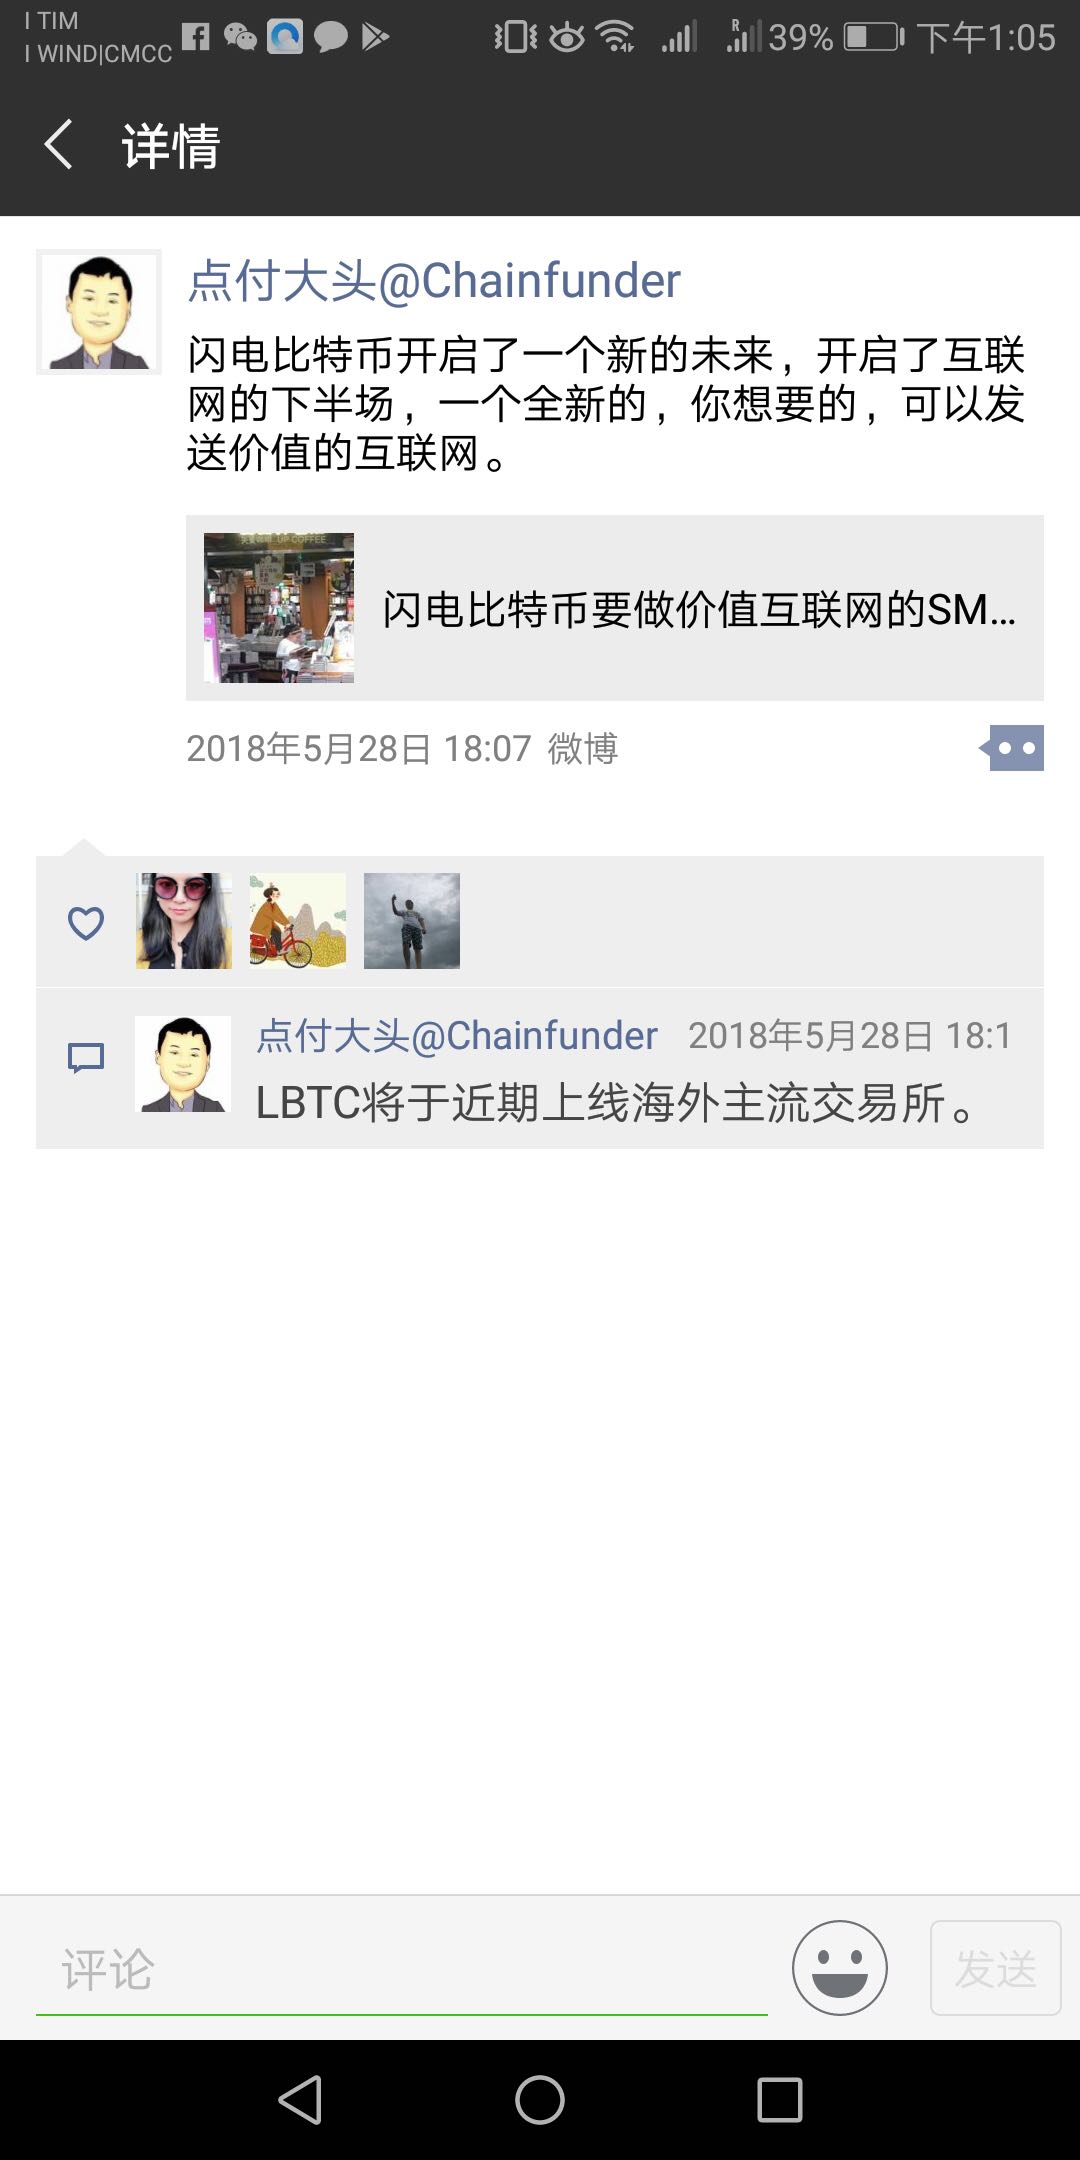 I TIM
I WIND|CMCC
39%
下午1:05
详情
点付大头@Chainfunder
闪电比特币开启了一个新的未来，开启了互联
网的下半场，一个全新的，你想要的，可以发
送价值的互联网。
UP COFFEE
闪电比特币要做价值互联网的SM...
2018年5月28日 18:07 微博
点付大头@Chainfunder 2018年5月28日 18:1
LBTC将于近期上线海外主流交易所。
评论
发送